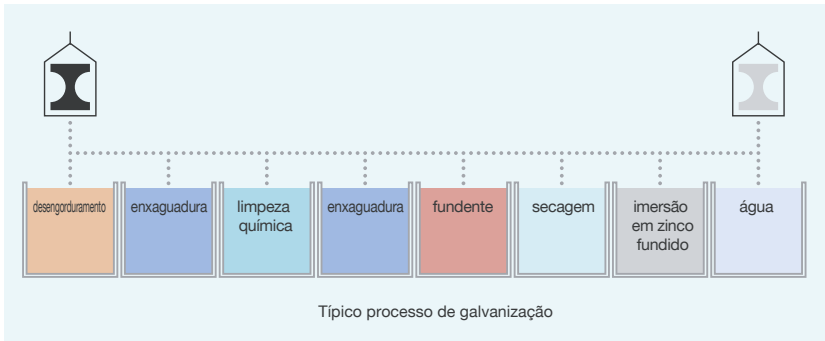 desengorduramento
enxaguadura
limpeza
química
enxaguadura
fundente
secagem
imersão
em zinco
fundido
água
Típico processo de galvanização